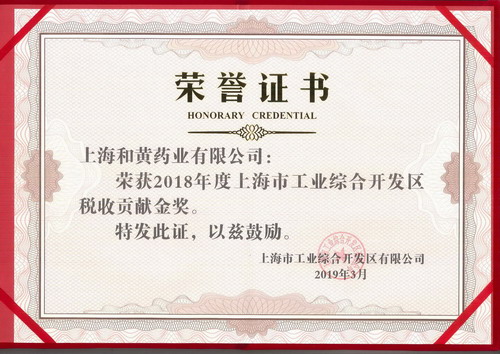 荣誉证书
HONORARY CREDENTIAL
上海和黄药业有限公司：
荣获2018年度上海市工业综合开发区
税收贡献金奖。
特发此证，以兹鼓励。
上海市工业综合开发区有限公司
2019年3月